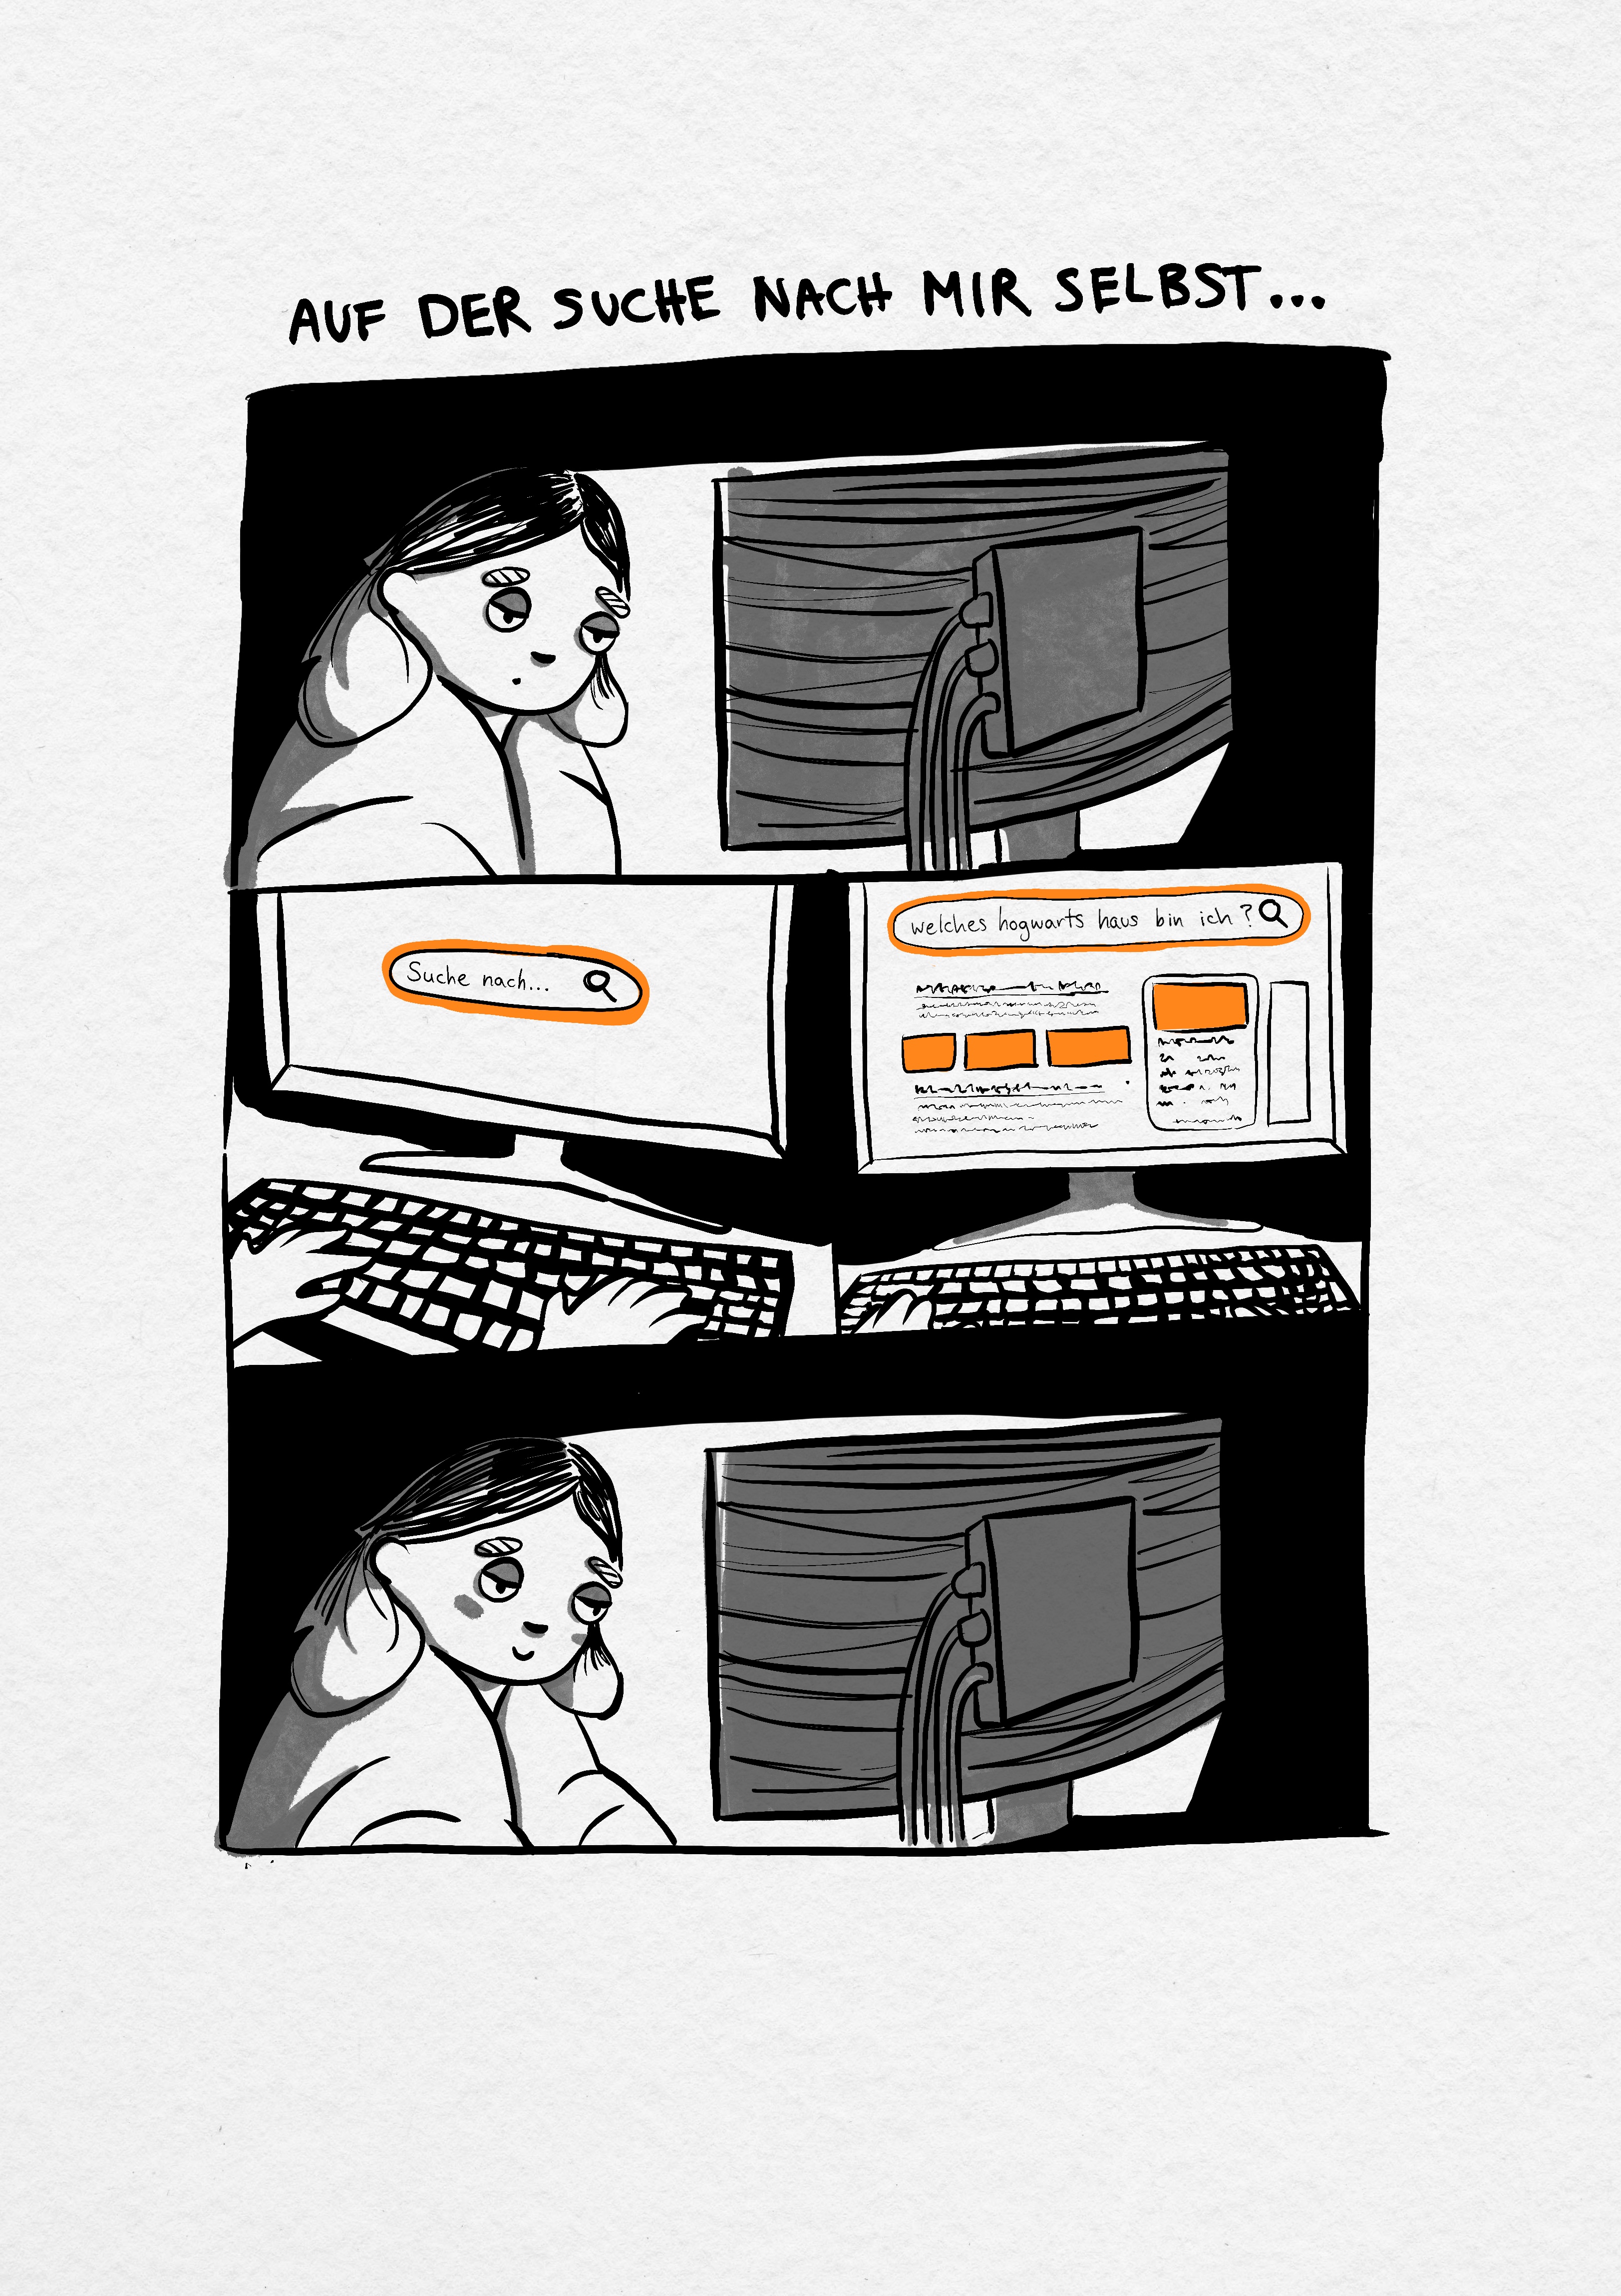 AUF DER SUCHE NACH MIR SELBST...
Suche nach...
welches hogwarts haus bin ich?